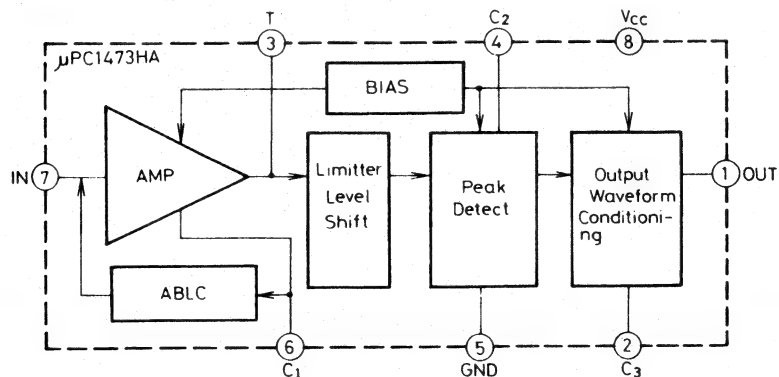 T
C2
VCC
3
4
8
μPC1473HA
BIAS
IN 7
AMP
Limitter
Level
Shift
Peak
Detect
Output
Waveform
Conditioni-
ng
1 OUT
ABLC
6
5
2
C1
GND
C3